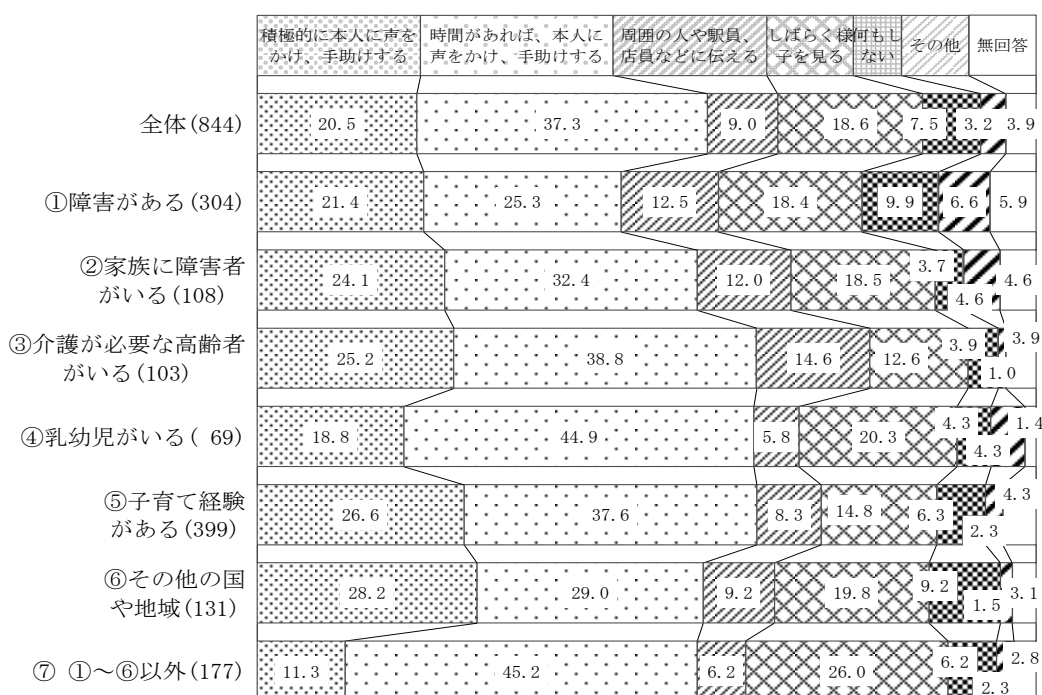 積極的に本人に声を
かけ、手助けする
時間があれば、本人に
声をかけ、手助けする
周囲の人や駅員、
店員などに伝える
しばらく様
子を見る
何もし
ない
その他
無回答
全体(844)
20.5 37.3 9.0 18.6 7.5 3.2 3.9
①障害がある(304)
21.4 25.3 12.5 18.4 9.9 6.6 5.9
②家族に障害者
がいる(108)
24.1 32.4 12.0 18.5 3.7 4.6 4.6
③介護が必要な高齢者
がいる(103)
25.2 38.8 14.6 12.6 3.9 1.0 3.9
④乳幼児がいる( 69)
18.8 44.9 5.8 20.3 4.3 4.3 1.4
⑤子育て経験
がある(399)
26.6 37.6 8.3 14.8 6.3 2.3 4.3
⑥その他の国
や地域(131)
28.2 29.0 9.2 19.8 9.2 1.5 3.1
⑦ ①～⑥以外(177)
11.3 45.2 6.2 26.0 6.2 2.3 2.8